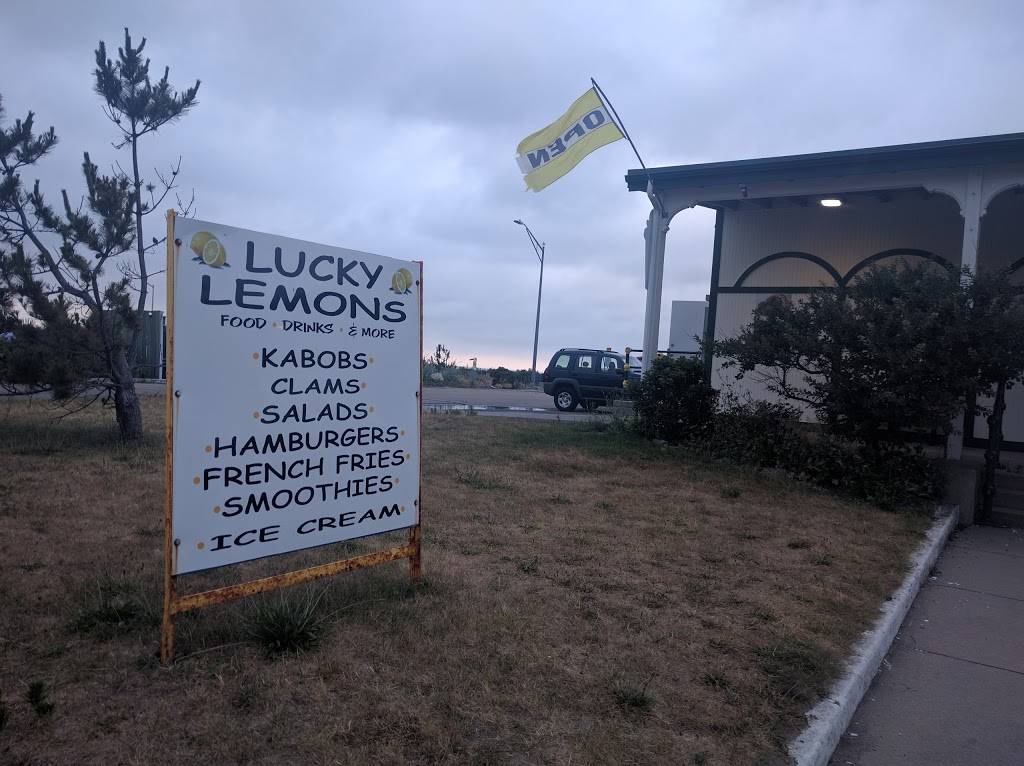 LUCKY
LEMONS
FOOD • DRINKS • & MORE
• KABOBS •
CLAMS •
• SALADS •
• HAMBURGERS •
• FRENCH FRIES •
• SMOOTHIES •
• ICE CREAM •
OPEN